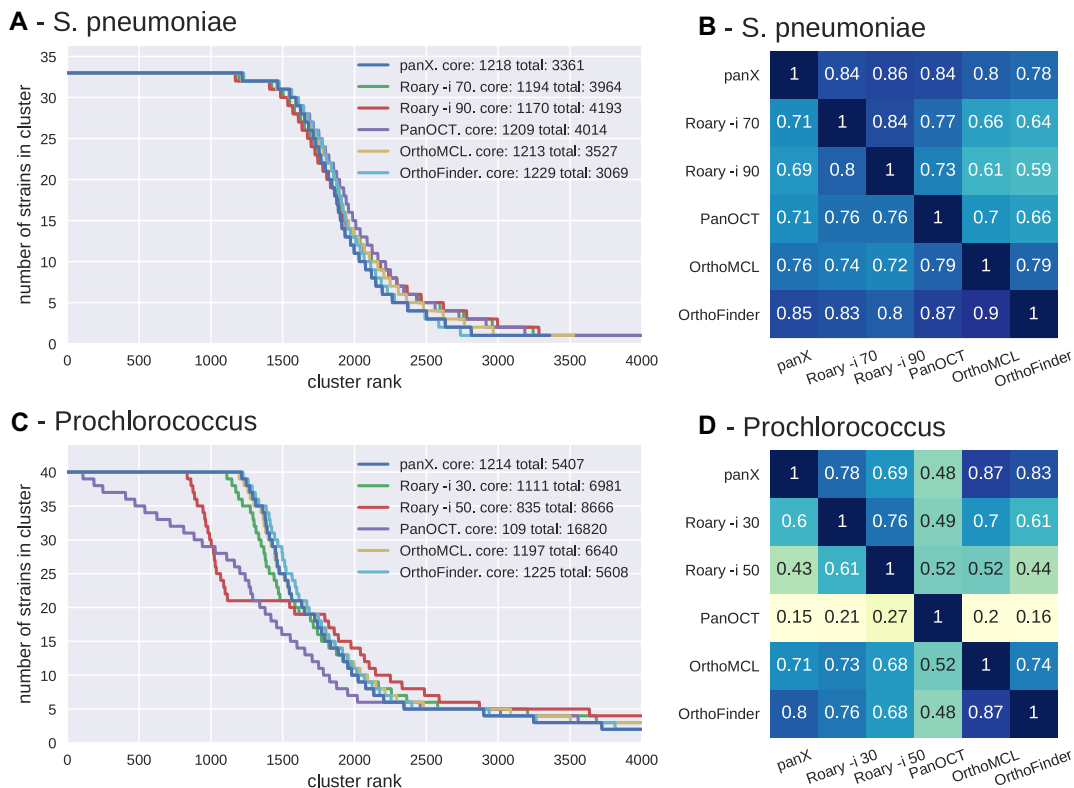 A - S. pneumoniae
number of strains in cluster
35
30
25
20
15
10
5
0
panX. core: 1218 total: 3361
Roary -i 70. core: 1194 total: 3964
Roary -i 90. core: 1170 total: 4193
PanOCT. core: 1209 total: 4014
OrthoMCL. core: 1213 total: 3527
OrthoFinder. core: 1229 total: 3069
0 500 1000 1500 2000 2500 3000 3500 4000
cluster rank
B - S. pneumoniae
panX 1 0.84 0.86 0.84 0.8 0.78
Roary -i 70 0.71 1 0.84 0.77 0.66 0.64
Roary -i 90 0.69 0.8 1 0.73 0.61 0.59
PanOCT 0.71 0.76 0.76 1 0.7 0.66
OrthoMCL 0.76 0.74 0.72 0.79 1 0.79
OrthoFinder 0.85 0.83 0.8 0.87 0.9 1
panX Roary -i 70 Roary -i 90 PanOCT OrthoMCL OrthoFinder
C - Prochlorococcus
number of strains in cluster
40
35
30
25
20
15
10
5
0
panX. core: 1214 total: 5407
Roary -i 30. core: 1111 total: 6981
Roary -i 50. core: 835 total: 8666
PanOCT. core: 109 total: 16820
OrthoMCL. core: 1197 total: 6640
OrthoFinder. core: 1225 total: 5608
0 500 1000 1500 2000 2500 3000 3500 4000
cluster rank
D - Prochlorococcus
panX 1 0.78 0.69 0.48 0.87 0.83
Roary -i 30 0.6 1 0.76 0.49 0.7 0.61
Roary -i 50 0.43 0.61 1 0.52 0.52 0.44
PanOCT 0.15 0.21 0.27 1 0.2 0.16
OrthoMCL 0.71 0.73 0.68 0.52 1 0.74
OrthoFinder 0.8 0.76 0.68 0.48 0.87 1
panX Roary -i 30 Roary -i 50 PanOCT OrthoMCL OrthoFinder